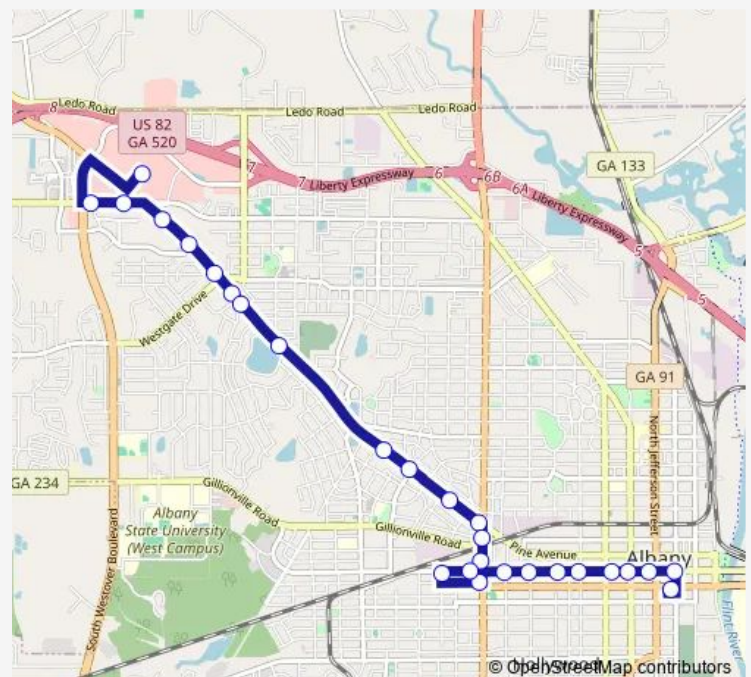 8
Ledo Road
Ledo Road
Ledo Road
US 82
GA 520
7
7
Liberty Expressway
6
6B
6A
Liberty Expressway
GA 133
5
5
Westgate Drive
GA 91
North Jefferson Street
GA 234
Gillionville Road
Albany
State University
(West Campus)
Gillionville Road
Pine Avenue
Albany
South Westover Boulevard
Flint River
© OpenStreetMap contributors